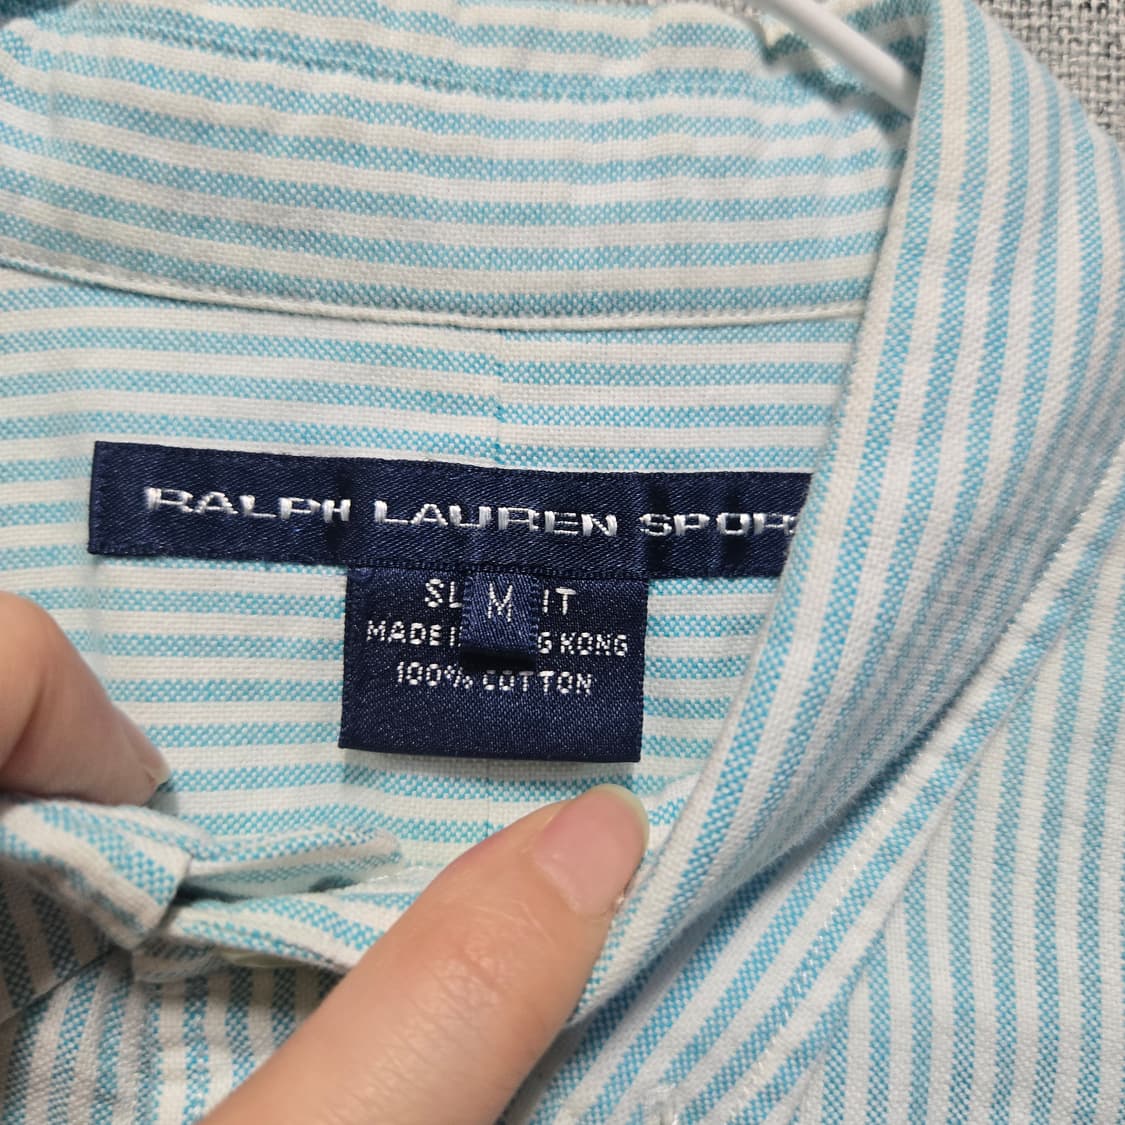 RALPH LAUREN SPOR
M
SL IT
MADE I G KONG
100% COTTON